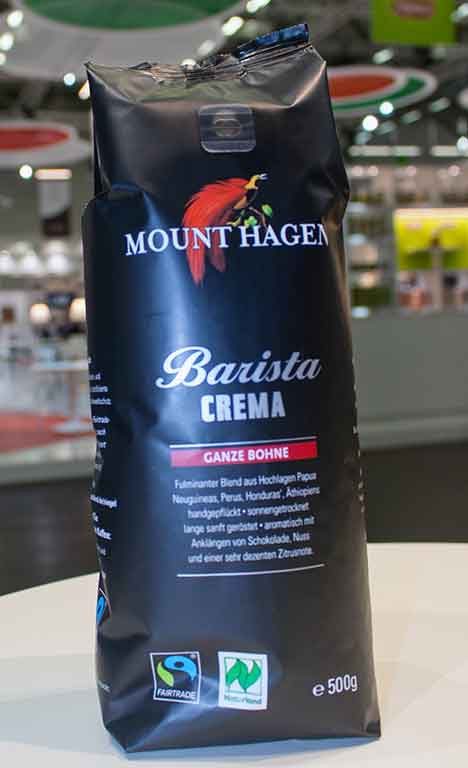 MOUNT HAGEN
Barista
CREMA
GANZE BOHNE
Fulminanter Blend aus Hochlagen Papua
Neuguineas, Perus, Honduras', Äthiopiens
handgepflückt • sonnengetrocknet
lange sanft geröstet • aromatisch mit
Anklängen von Schokolade, Nuss
und einer sehr dezenten Zitrusnote.
FAIRTRADE
Naturland
℮ 500g